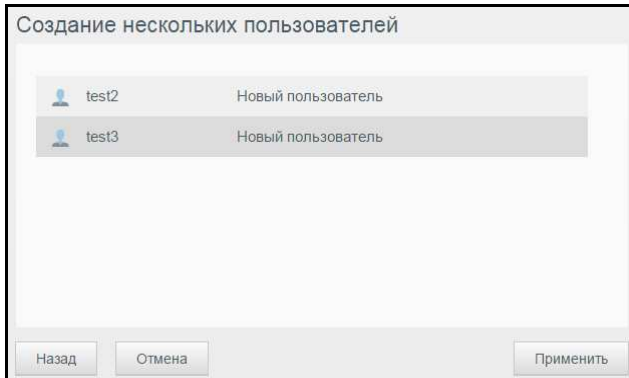 Создание нескольких пользователей
test2 Новый пользователь
test3 Новый пользователь
Назад Отмена Применить